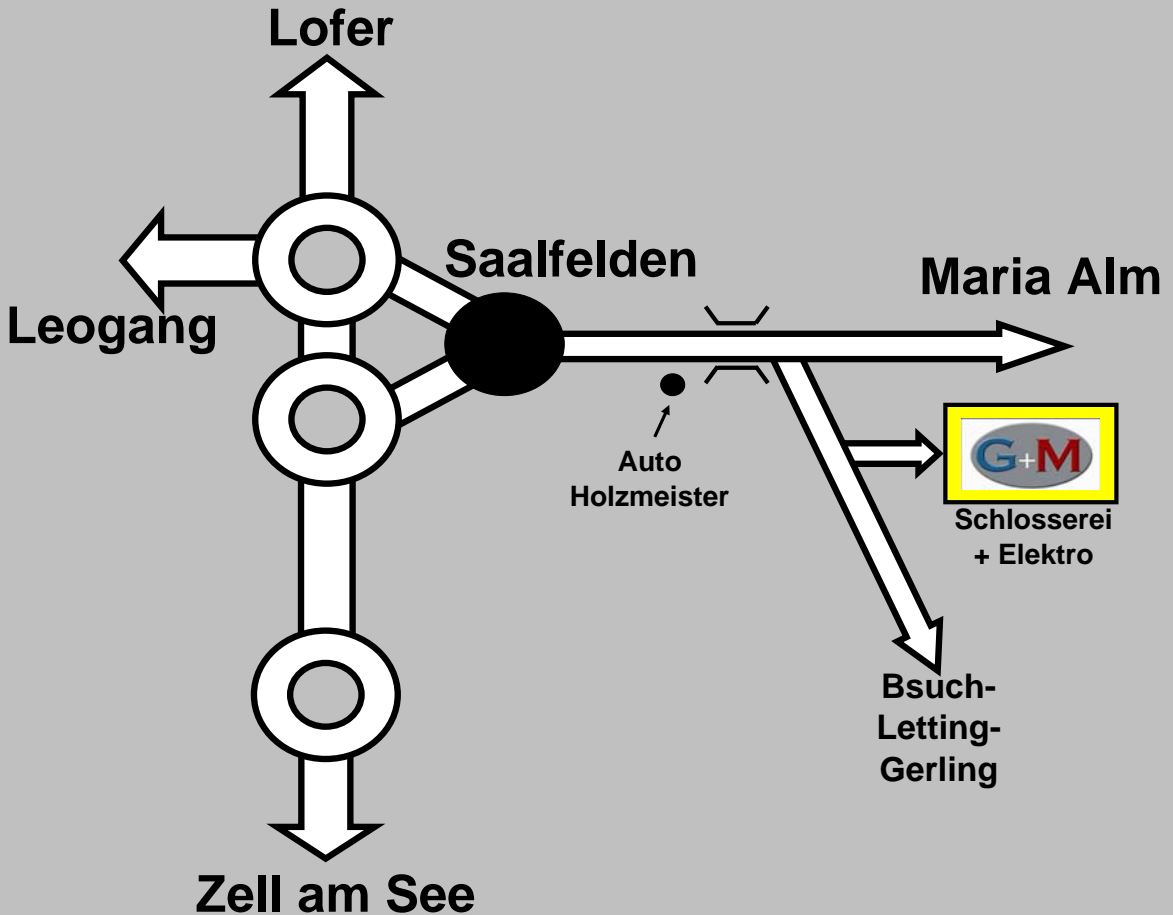 Lofer
Saalfelden
Maria Alm
Leogang
Auto
Holzmeister
G+M
Schlosserei
+ Elektro
Bsuch-
Letting-
Gerling
Zell am See